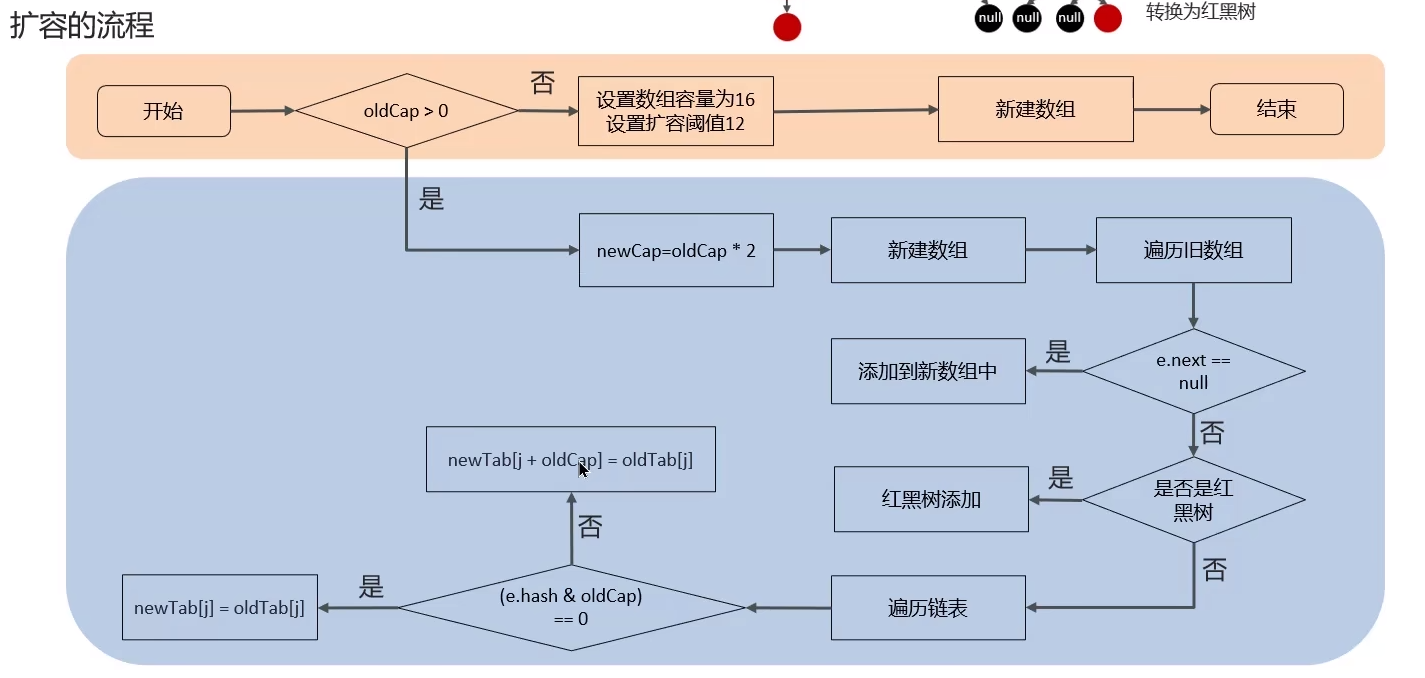 扩容的流程
null
null
null
转换为红黑树
开始
oldCap > 0
否
设置数组容量为16
设置扩容阈值12
新建数组
结束
是
newCap=oldCap * 2
新建数组
遍历旧数组
e.next ==
null
是
添加到新数组中
否
是否是红
黑树
是
红黑树添加
否
遍历链表
(e.hash & oldCap)
== 0
否
newTab[j + oldCap] = oldTab[j]
是
newTab[j] = oldTab[j]